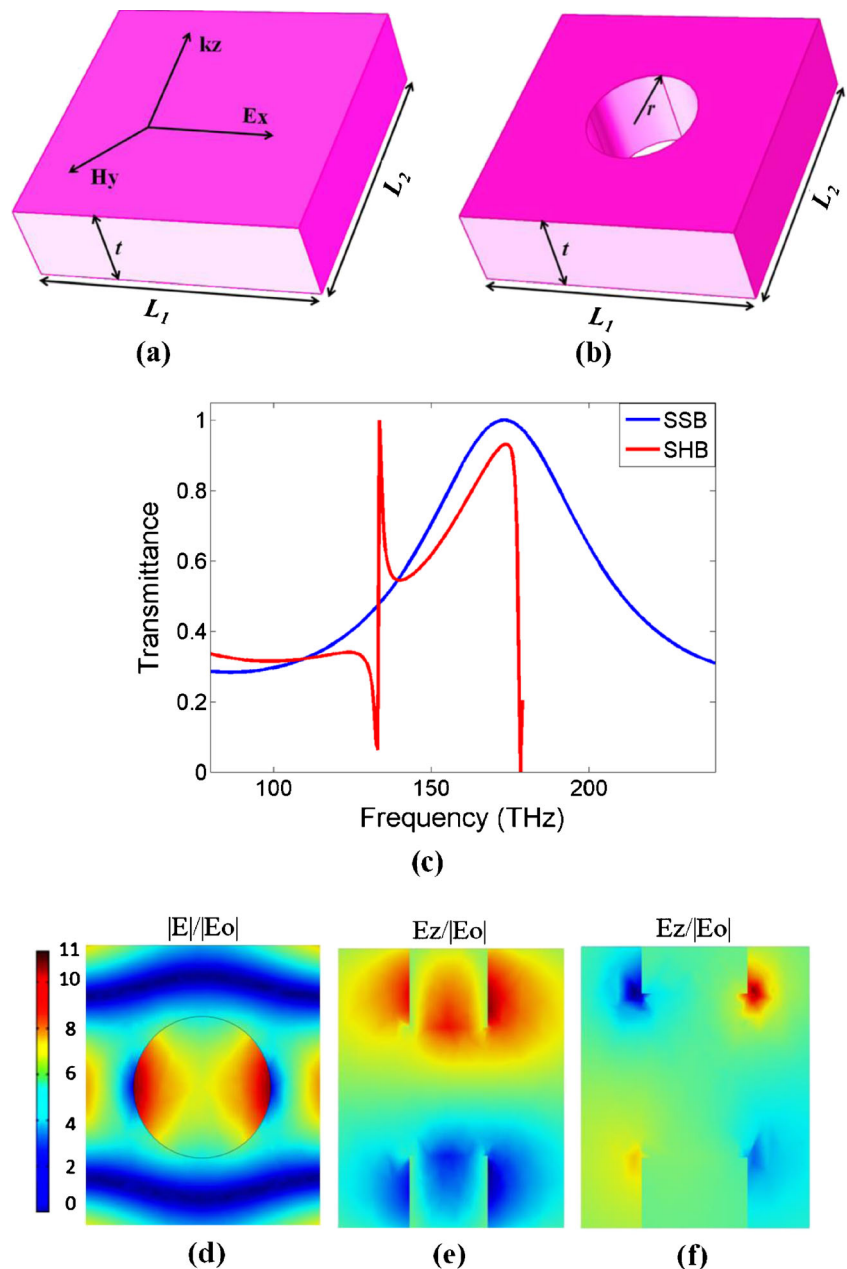 kz
Ex
Hy
t
L1
L2
(a)
r
t
L1
L2
(b)
1
0.8
0.6
0.4
0.2
0
Transmittance
SSB
SHB
100 150 200
Frequency (THz)
(c)
|E|/|Eo|
11
10
8
6
4
2
0
(d)
Ez/|Eo|
(e)
Ez/|Eo|
(f)